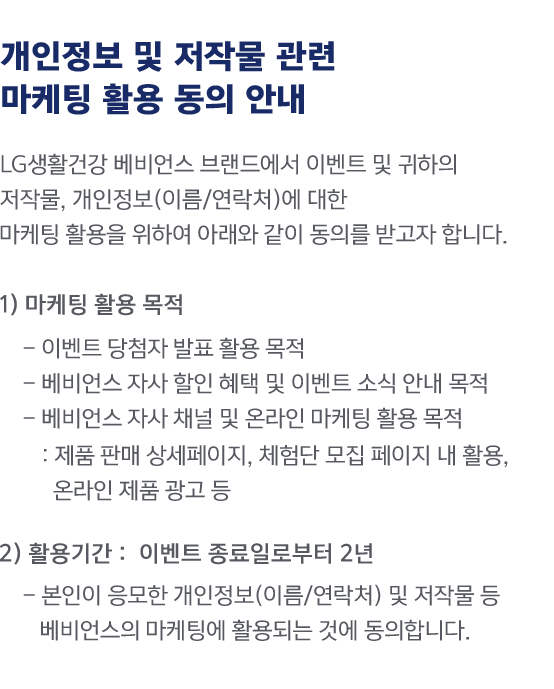 개인정보 및 저작물 관련
마케팅 활용 동의 안내
LG생활건강 베비언스 브랜드에서 이벤트 및 귀하의
저작물, 개인정보(이름/연락처)에 대한
마케팅 활용을 위하여 아래와 같이 동의를 받고자 합니다.
1) 마케팅 활용 목적
– 이벤트 당첨자 발표 활용 목적
– 베비언스 자사 할인 혜택 및 이벤트 소식 안내 목적
– 베비언스 자사 채널 및 온라인 마케팅 활용 목적
: 제품 판매 상세페이지, 체험단 모집 페이지 내 활용,
온라인 제품 광고 등
2) 활용기간 : 이벤트 종료일로부터 2년
– 본인이 응모한 개인정보(이름/연락처) 및 저작물 등
베비언스의 마케팅에 활용되는 것에 동의합니다.